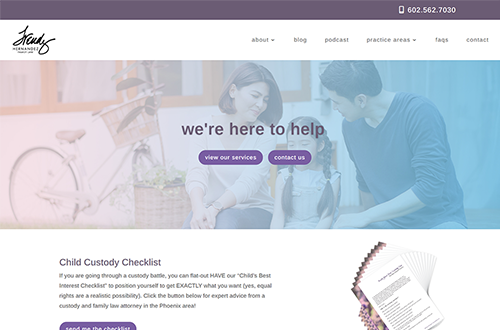 602.562.7030
Trendy
HERNANDEZ
about
blog
podcast
practice areas
faqs
contact
we're here to help
view our services
contact us
Child Custody Checklist
If you are going through a custody battle, you can flat-out HAVE our "Child's Best
Interest Checklist" to position yourself to get EXACTLY what you want (yes, equal
rights are a realistic possibility). Click the button below for expert advice from a
custody and family law attorney in the Phoenix area!
send me the checklist